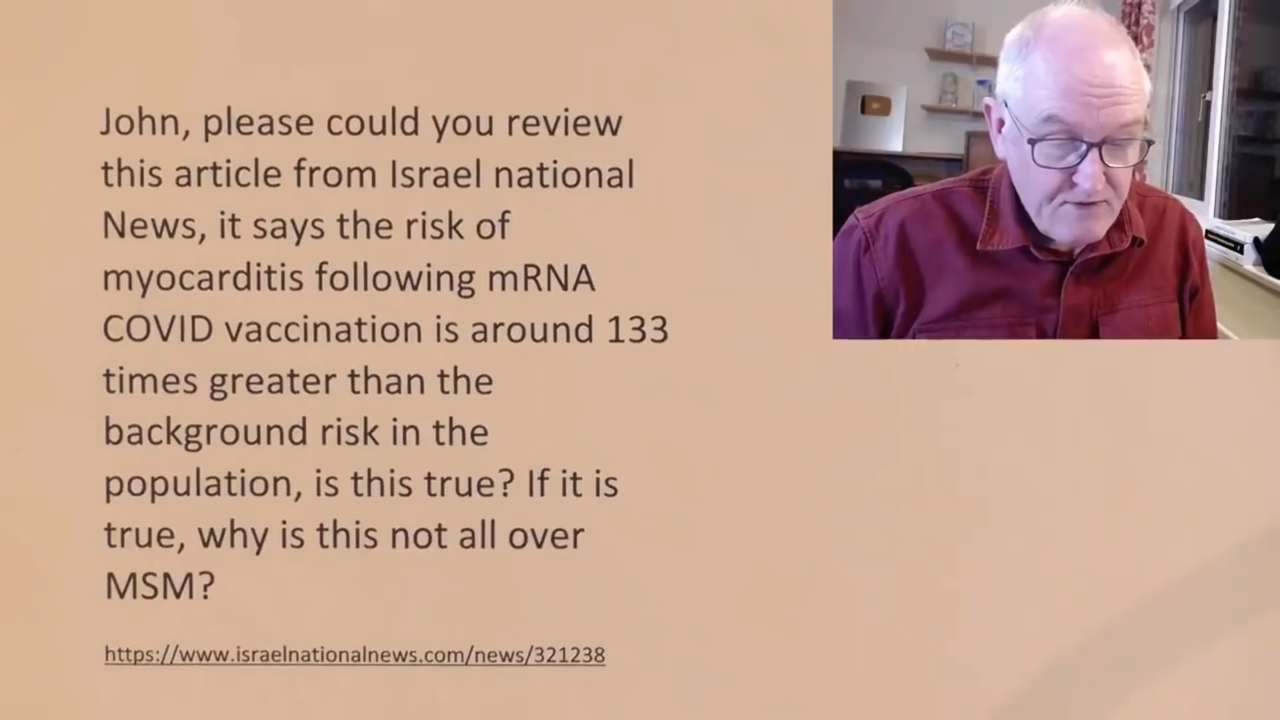 John, please could you review
this article from Israel national
News, it says the risk of
myocarditis following mRNA
COVID vaccination is around 133
times greater than the
background risk in the
population, is this true? If it is
true, why is this not all over
MSM?
https://www.israelnationalnews.com/news/321238